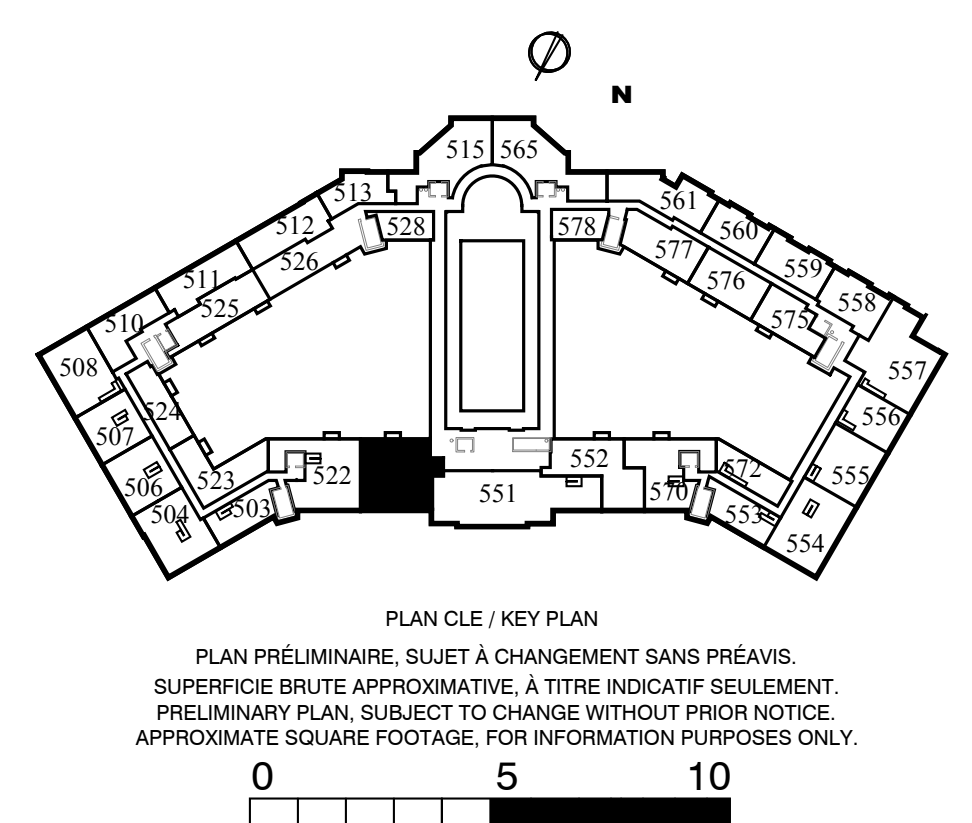 N
515 565
513 561
512 528 578 560
526 577 559
511 576 558
525 575
510
508 557
524 556
507
523 522 552 572 555
506 551 570
504 503 553
554
PLAN CLE / KEY PLAN
PLAN PRÉLIMINAIRE, SUJET À CHANGEMENT SANS PRÉAVIS.
SUPERFICIE BRUTE APPROXIMATIVE, À TITRE INDICATIF SEULEMENT.
PRELIMINARY PLAN, SUBJECT TO CHANGE WITHOUT PRIOR NOTICE.
APPROXIMATE SQUARE FOOTAGE, FOR INFORMATION PURPOSES ONLY.
0 5 10